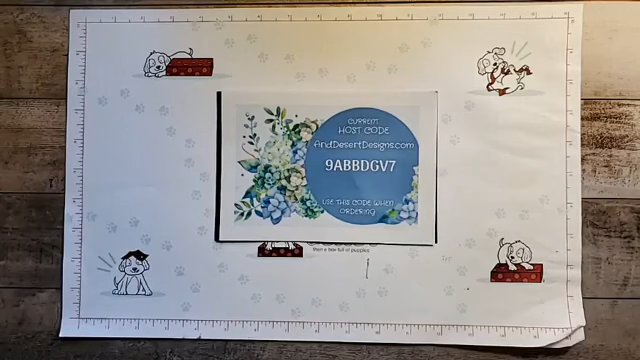 CURRENT
HOST CODE
AndDesertDesigns.com
9ABBDGV7
USE THIS CODE WHEN
ORDERING
than a box full of puppies